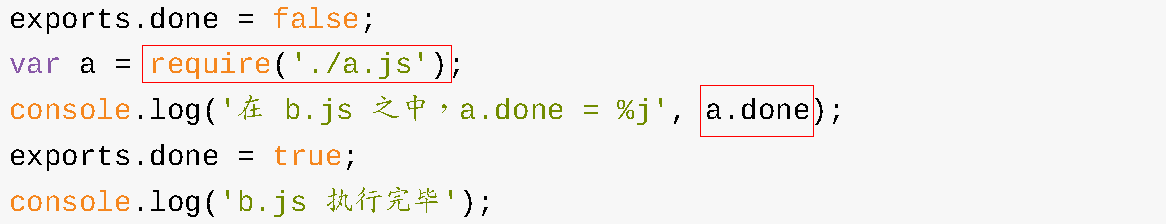 exports.done = false;
var a = require('./a.js');
console.log('在 b.js 之中，a.done = %j', a.done);
exports.done = true;
console.log('b.js 执行完毕');